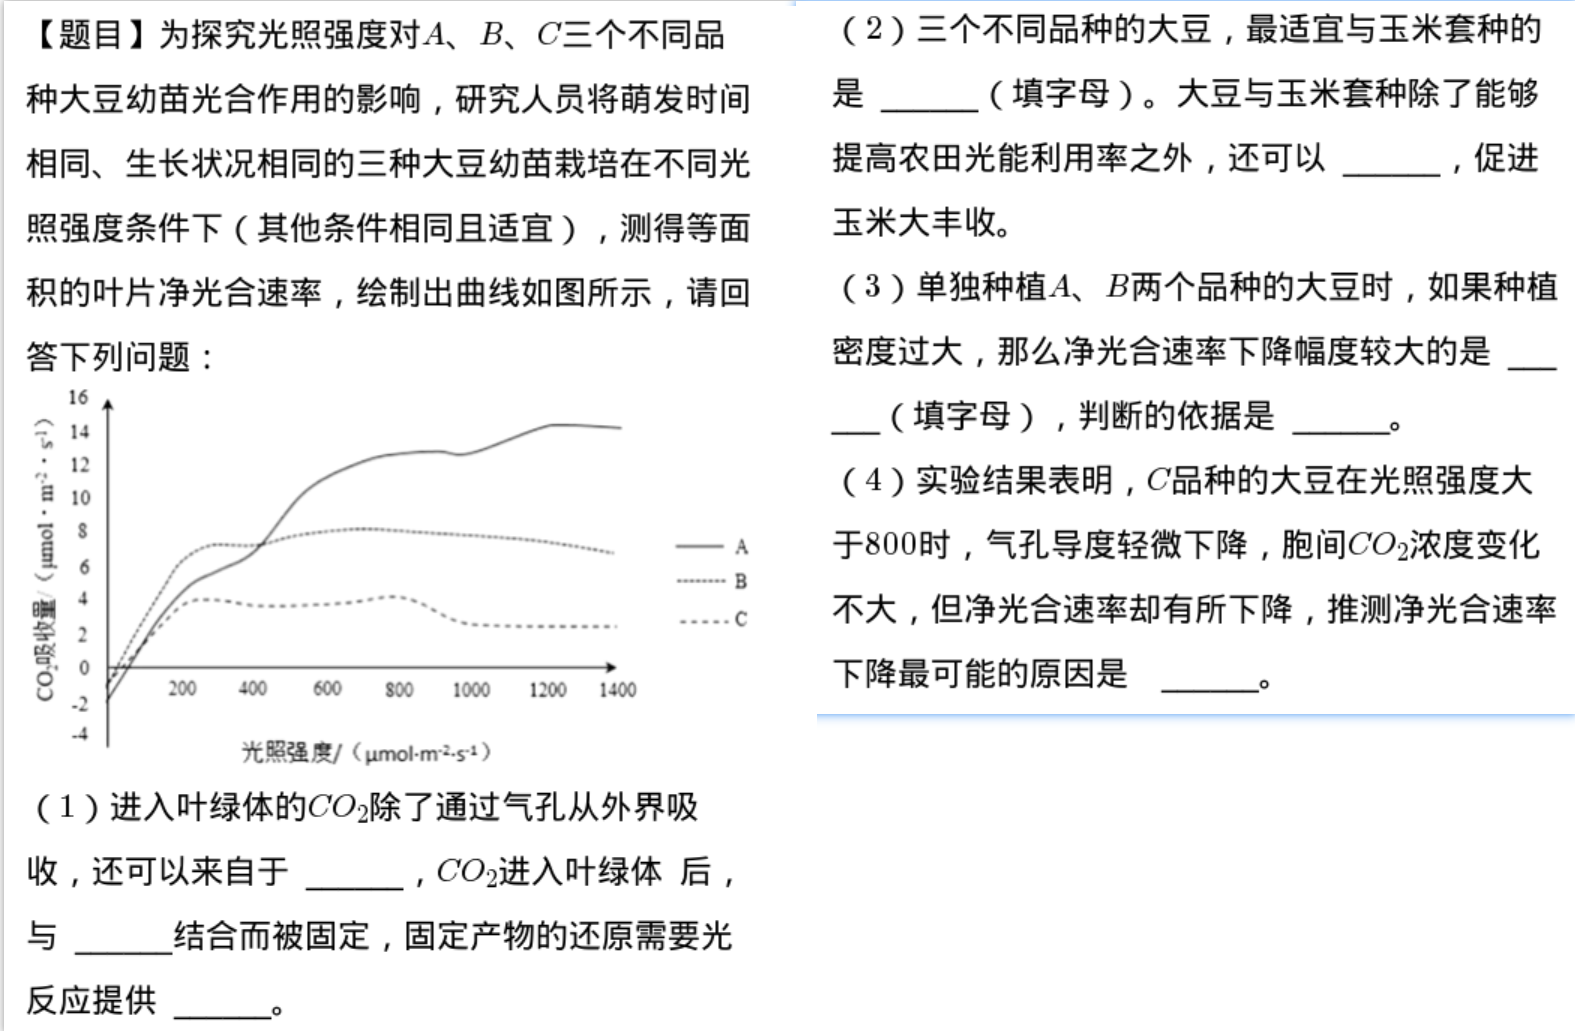 【题目】为探究光照强度对A、B、C三个不同品
种大豆幼苗光合作用的影响，研究人员将萌发时间
相同、生长状况相同的三种大豆幼苗栽培在不同光
照强度条件下（其他条件相同且适宜），测得等面
积的叶片净光合速率，绘制出曲线如图所示，请回
答下列问题：
CO₂吸收量/（μmol·m⁻²·s⁻¹）
16
14
12
10
8
6
4
2
0
-2
-4
200 400 600 800 1000 1200 1400
A
B
C
光照强度/（μmol·m⁻²·s⁻¹）
（1）进入叶绿体的CO₂除了通过气孔从外界吸
收，还可以来自于 ______，CO₂进入叶绿体 后，
与 ______结合而被固定，固定产物的还原需要光
反应提供 ______。
（2）三个不同品种的大豆，最适宜与玉米套种的
是 ______（填字母）。大豆与玉米套种除了能够
提高农田光能利用率之外，还可以 ______，促进
玉米大丰收。
（3）单独种植A、B两个品种的大豆时，如果种植
密度过大，那么净光合速率下降幅度较大的是 ___
___（填字母），判断的依据是 ______。
（4）实验结果表明，C品种的大豆在光照强度大
于800时，气孔导度轻微下降，胞间CO₂浓度变化
不大，但净光合速率却有所下降，推测净光合速率
下降最可能的原因是 ______。